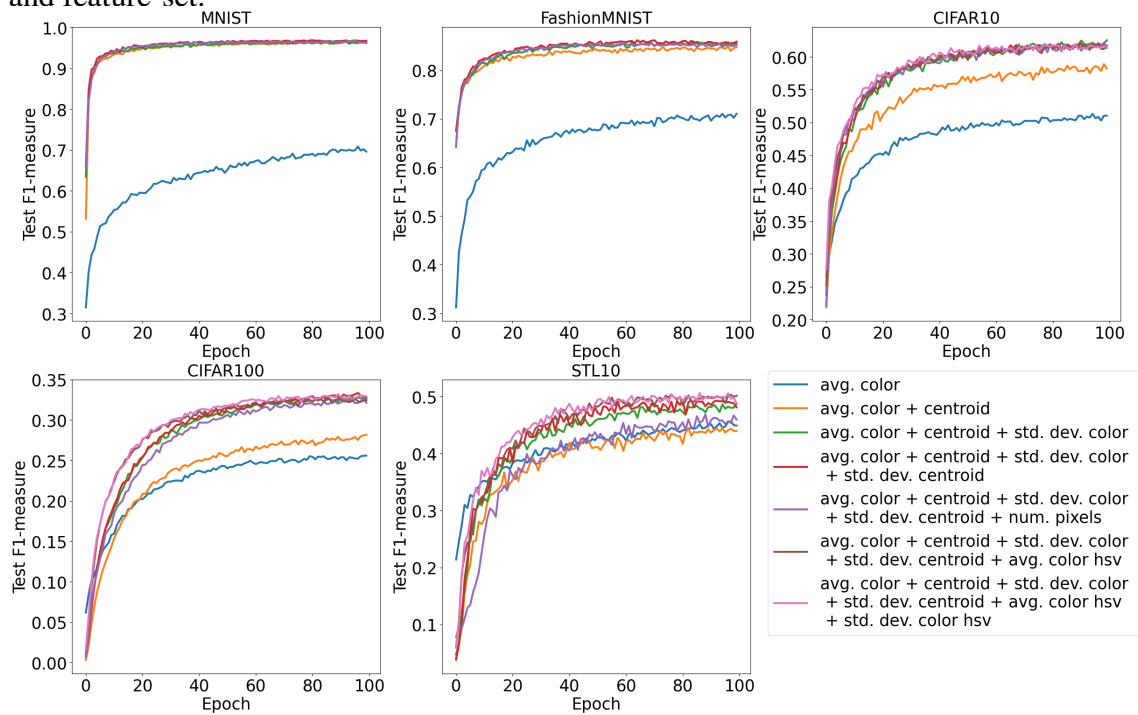 and feature-set.
MNIST
FashionMNIST
CIFAR10
1.0
0.9
0.8
0.7
0.6
0.5
0.4
0.3
Test F1-measure
0 20 40 60 80 100
Epoch
0.8
0.7
0.6
0.5
0.4
0.3
Test F1-measure
0 20 40 60 80 100
Epoch
0.60
0.55
0.50
0.45
0.40
0.35
0.30
0.25
0.20
Test F1-measure
0 20 40 60 80 100
Epoch
CIFAR100
0.35
0.30
0.25
0.20
0.15
0.10
0.05
0.00
Test F1-measure
0 20 40 60 80 100
Epoch
STL10
0.5
0.4
0.3
0.2
0.1
Test F1-measure
0 20 40 60 80 100
Epoch
avg. color
avg. color + centroid
avg. color + centroid + std. dev. color
avg. color + centroid + std. dev. color
+ std. dev. centroid
avg. color + centroid + std. dev. color
+ std. dev. centroid + num. pixels
avg. color + centroid + std. dev. color
+ std. dev. centroid + avg. color hsv
avg. color + centroid + std. dev. color
+ std. dev. centroid + avg. color hsv
+ std. dev. color hsv